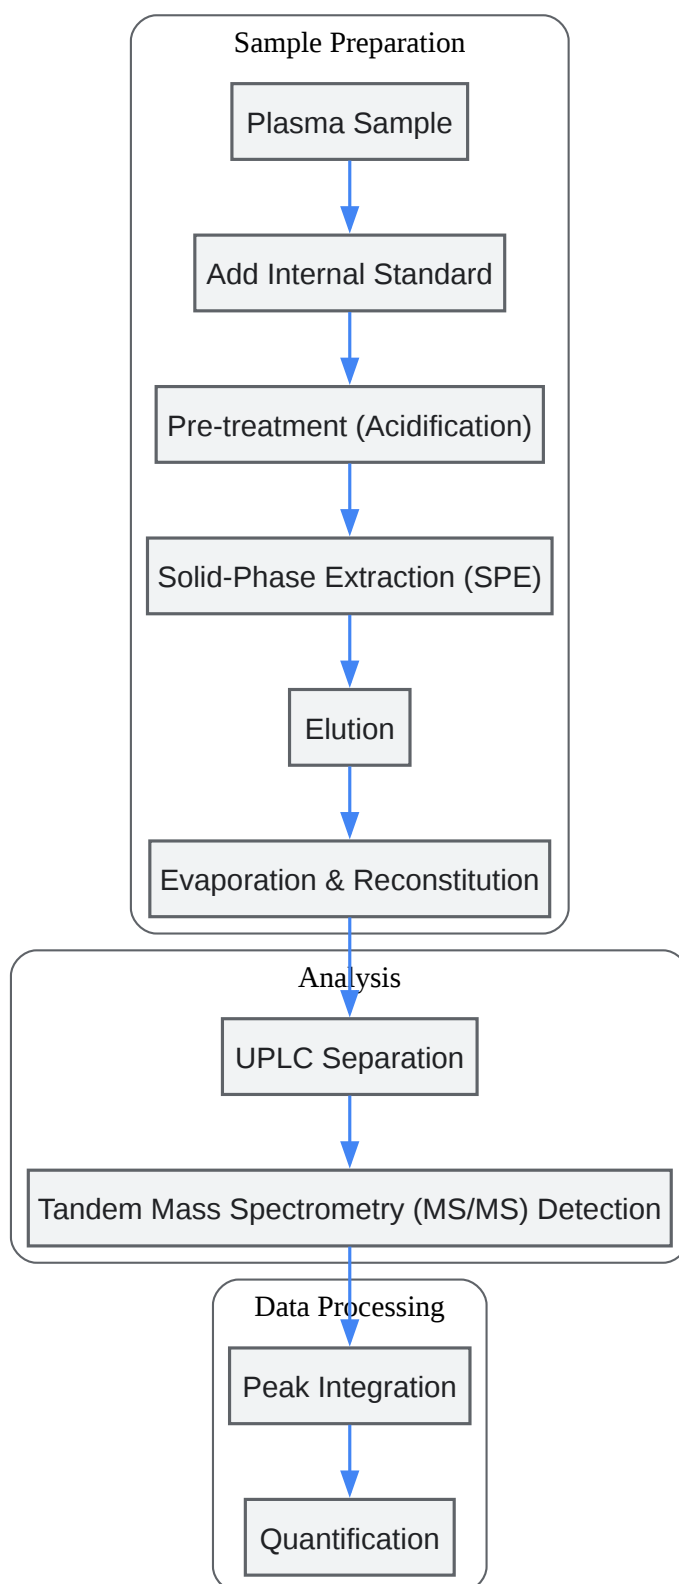 Sample Preparation
Plasma Sample
Add Internal Standard
Pre-treatment (Acidification)
Solid-Phase Extraction (SPE)
Elution
Evaporation & Reconstitution
Analysis
UPLC Separation
Tandem Mass Spectrometry (MS/MS) Detection
Data Processing
Peak Integration
Quantification